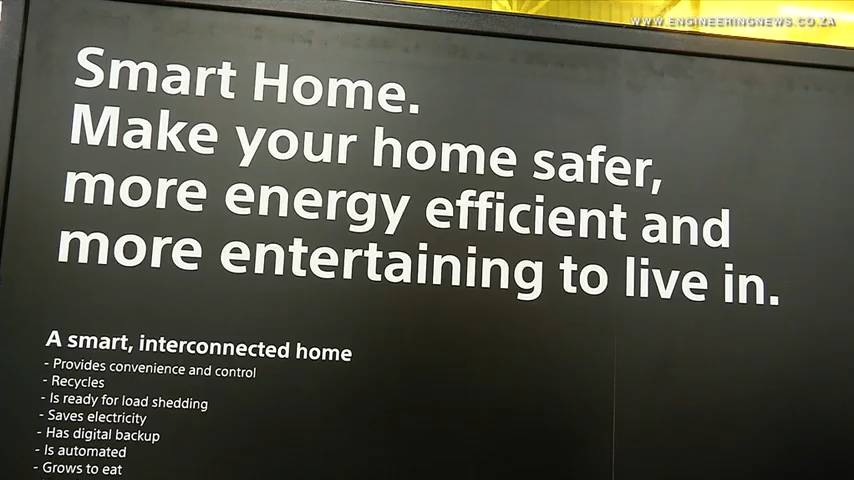 WWW.ENGINEERINGNEWS.CO.ZA
Smart Home.
Make your home safer,
more energy efficient and
more entertaining to live in.
A smart, interconnected home
- Provides convenience and control
- Recycles
- Is ready for load shedding
- Saves electricity
- Has digital backup
- Is automated
- Grows to eat